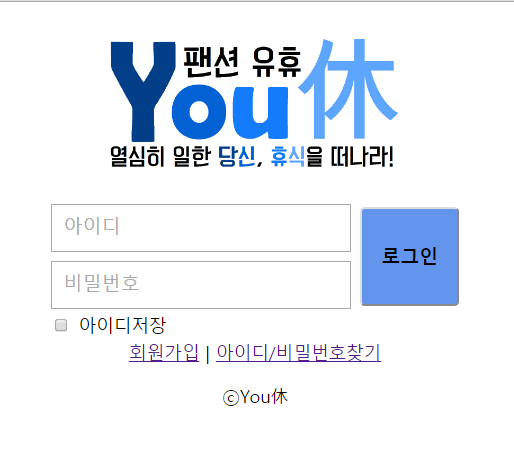 팬션 유휴
You休
열심히 일한 당신, 휴식을 떠나라!
아이디
로그인
비밀번호
아이디저장
회원가입 | 아이디/비밀번호찾기
ⓒYou休